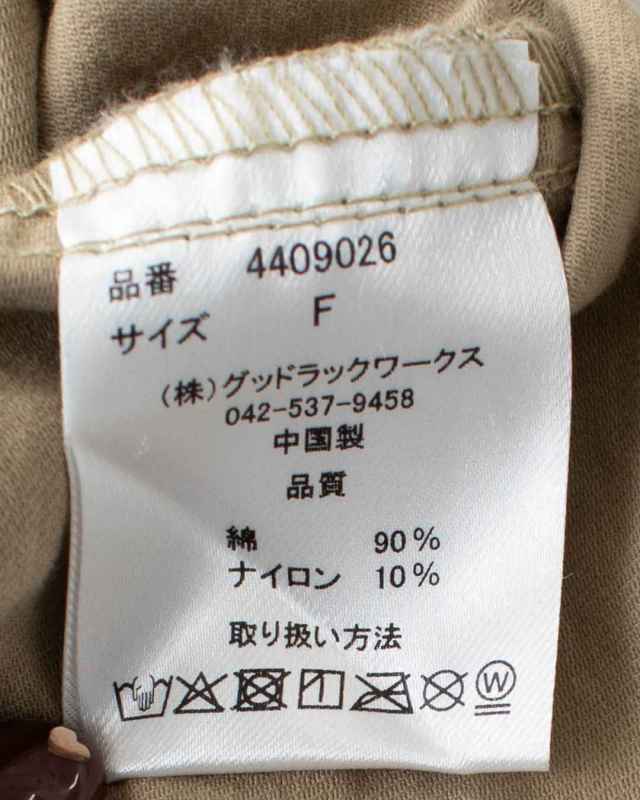 品番 4409026
サイズ F
(株)グッドラックワークス
042-537-9458
中国製
品質
綿 90%
ナイロン 10%
取り扱い方法
W